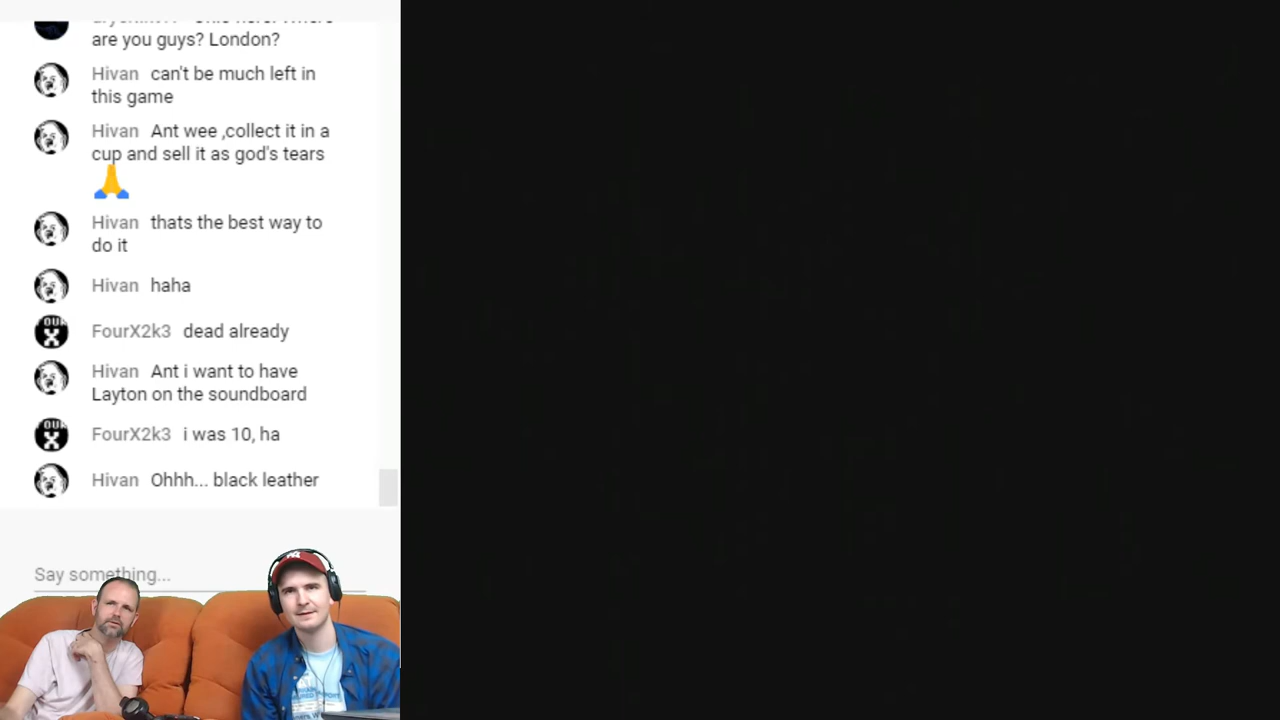 are you guys? London?
Hivan can't be much left in
this game
Hivan Ant wee ,collect it in a
cup and sell it as god's tears
Hivan thats the best way to
do it
Hivan haha
FourX2k3 dead already
Hivan Ant i want to have
Layton on the soundboard
FourX2k3 i was 10, ha
Hivan Ohhh... black leather
Say something...